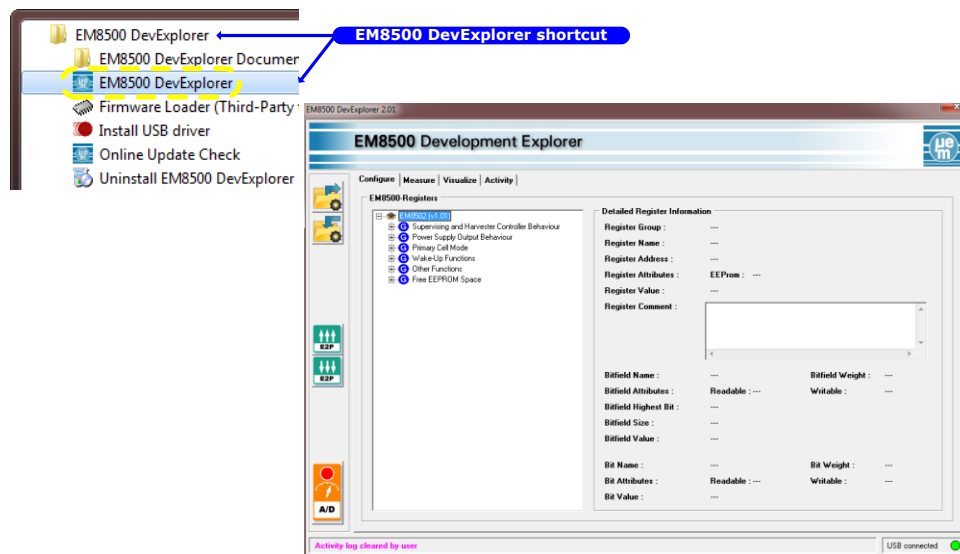 EM8500 DevExplorer
EM8500 DevExplorer shortcut
EM8500 DevExplorer Documen
EM8500 DevExplorer
Firmware Loader (Third-Party
Install USB driver
Online Update Check
Uninstall EM8500 DevExplorer
EM8500 DevExplorer 2.01
EM8500 Development Explorer
μe
m
Configure Measure Visualize Activity
EM8500-Registers
EM8502 (v1.01)
G Supervising and Harvester Controller Behaviour
G Power Supply Output Behaviour
G Primary Cell Mode
G Wake-Up Functions
G Other Functions
G Free EEPROM Space
Detailed Register Information
Register Group : ---
Register Name : ---
Register Address : ---
Register Attributes : EEProm : ---
Register Value : ---
Register Comment :
Bitfield Name : --- Bitfield Weight : ---
Bitfield Attributes : Readable : --- Writable : ---
Bitfield Highest Bit : ---
Bitfield Size : ---
Bitfield Value : ---
Bit Name : --- Bit Weight : ---
Bit Attributes : Readable : --- Writable : ---
Bit Value : ---
E2P
E2P
A/D
Activity log cleared by user
USB connected